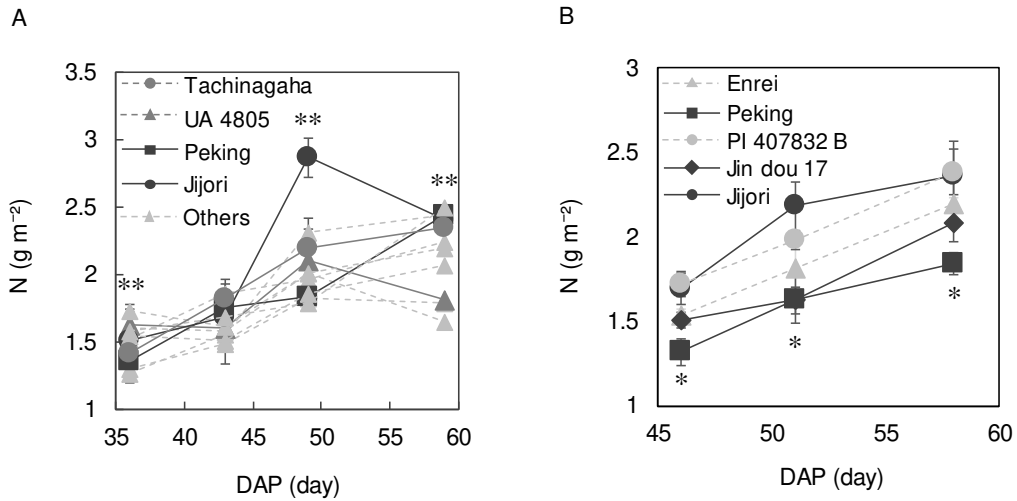 A
N (g m⁻²)
3.5
3
2.5
2
1.5
1
Tachinagaha
UA 4805
Peking
Jijori
Others
**
**
**
35
40
45
50
55
60
DAP (day)
B
N (g m⁻²)
3
2.5
2
1.5
1
Enrei
Peking
PI 407832 B
Jin dou 17
Jijori
*
*
*
45
50
55
60
DAP (day)